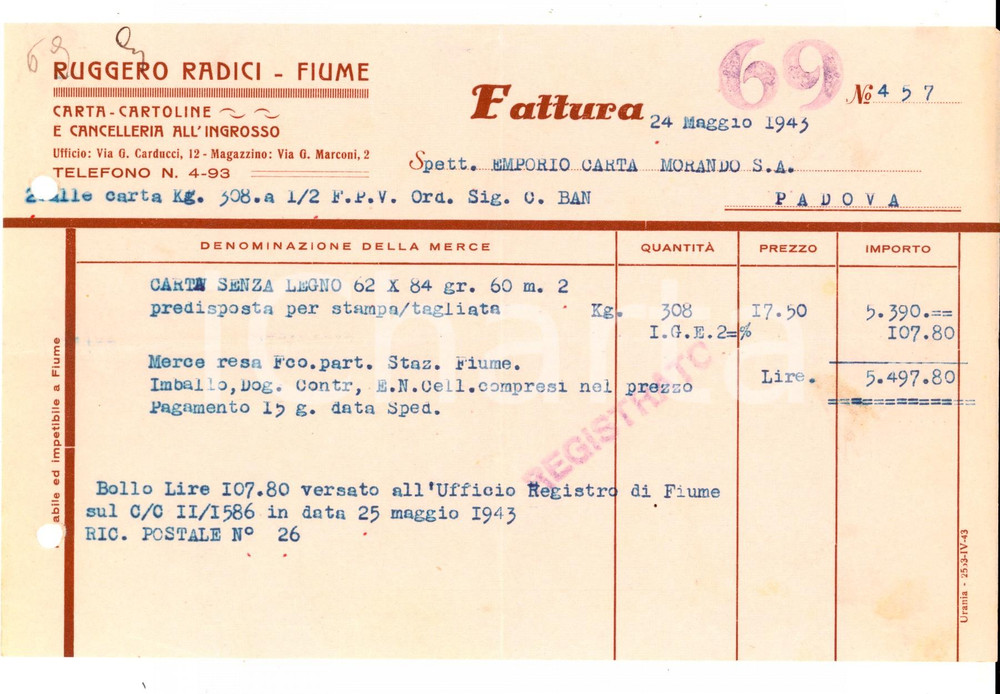 69
RUGGERO RADICI - FIUME
CARTA - CARTOLINE
E CANCELLERIA ALL'INGROSSO
Ufficio: Via G. Carducci, 12 - Magazzino: Via G. Marconi, 2
TELEFONO N. 4-93
Fattura
69
No 457
24 Maggio 1943
Spett. EMPORIO CARTA MORANDO S.A.
PADOVA
carta Kg. 308.a 1/2 F.P.V. Ord. Sig. C. BAN
DENOMINAZIONE DELLA MERCE QUANTITÀ PREZZO IMPORTO
CARTA SENZA LEGNO 62 X 84 gr. 60 m. 2
predisposta per stampa/tagliata Kg. 308 17.50 5.390.==
I.G.E.2=% 107.80
Merce resa Fco.part. Staz. Fiume.
Imballo,Dog. Contr, E.N.Cell.compresi nel prezzo Lire. 5.497.80
Pagamento 15 g. data Sped.
REGISTRATO
Bollo Lire 107.80 versato all'Ufficio Registro di Fiume
sul C/C II/1586 in data 25 maggio 1943
RIC. POSTALE N° 26
abile ed impetibile a Fiume
Urania - 2553-IV-43